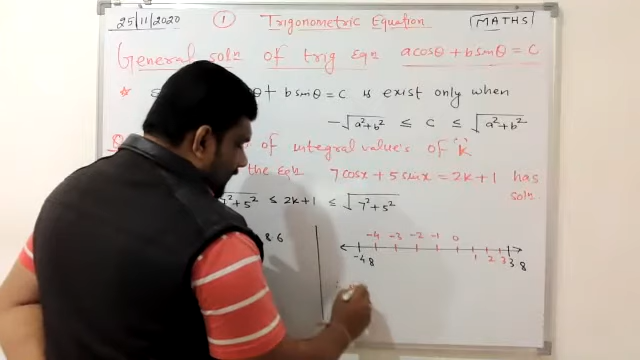 25/11/2020 1 Trigonometric Equation MATHS
General soln of trig Eqn acosθ + bsinθ = C
* θ + bsinθ = c is exist only when
-√a²+b² ≤ c ≤ √a²+b²
of integral value's of 'K'
the Eqn 7cosx + 5sinx = 2k+1 has
soln
7²+5² ≤ 2k+1 ≤ √7²+5²
8.6
-4 -3 -2 -1 0
-4.8 1 2 3 3.8